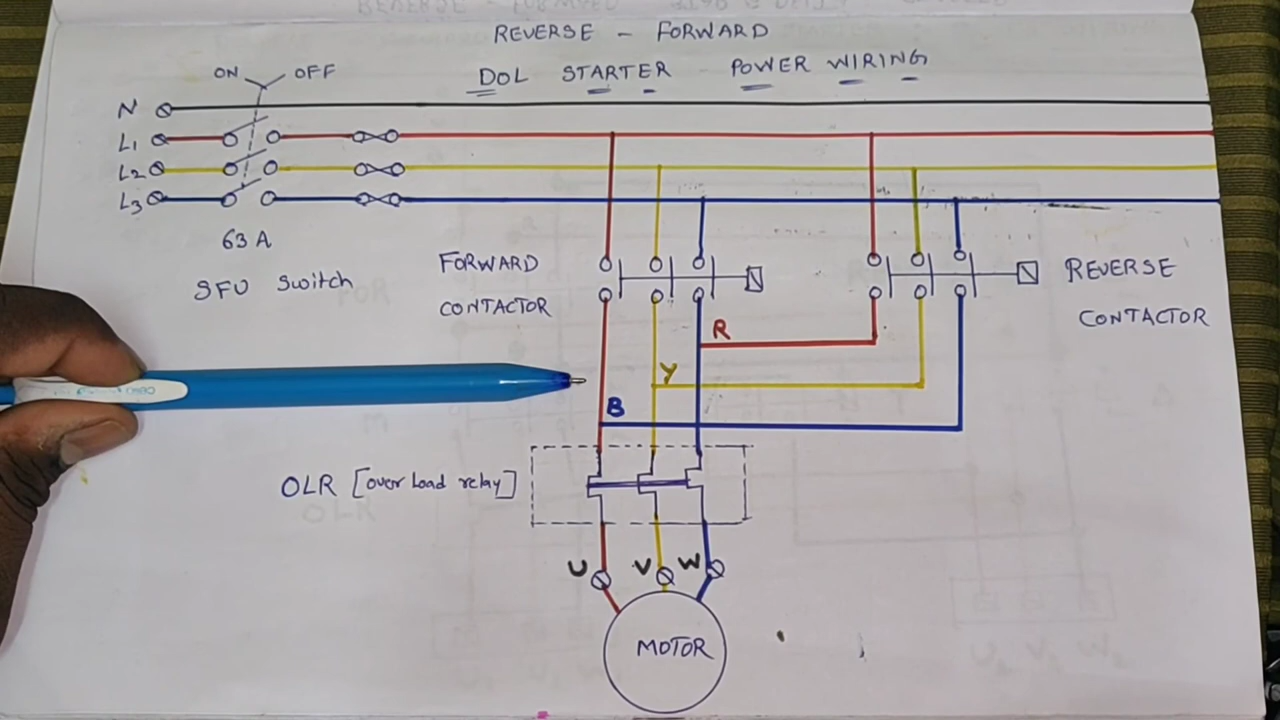 REVERSE - FORWARD
DOL STARTER POWER WIRING
ON OFF
N
L1
L2
L3
63 A
SFU Switch
FORWARD
CONTACTOR
REVERSE
CONTACTOR
R
Y
B
OLR [over load relay]
U V W
MOTOR